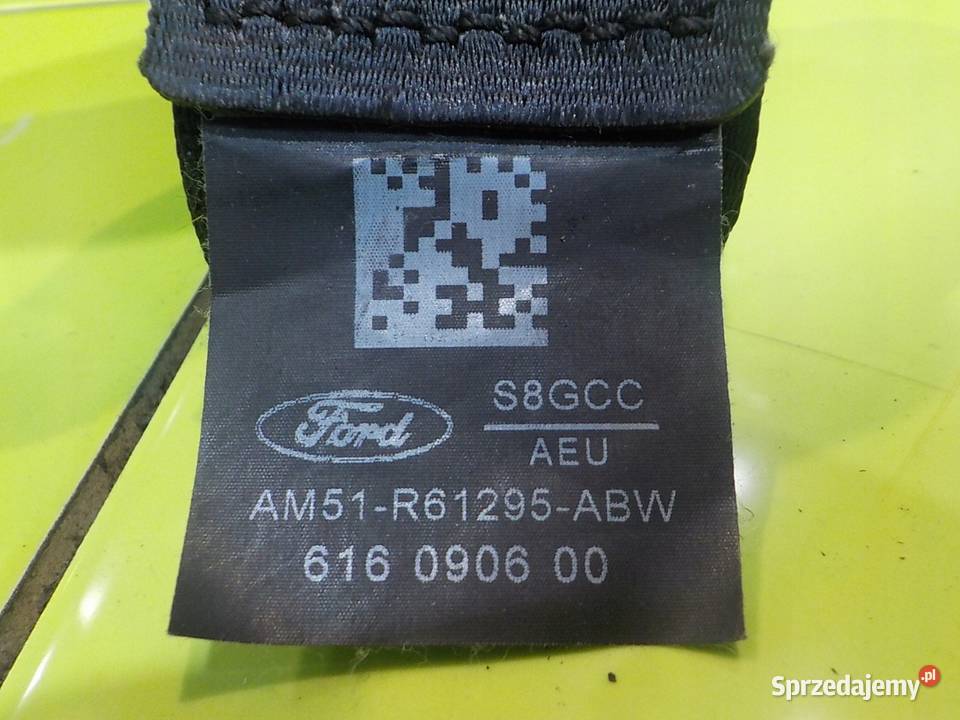 Ford
S8GCC
AEU
AM51-R61295-ABW
616 0906 00
Sprzedajemy.pl